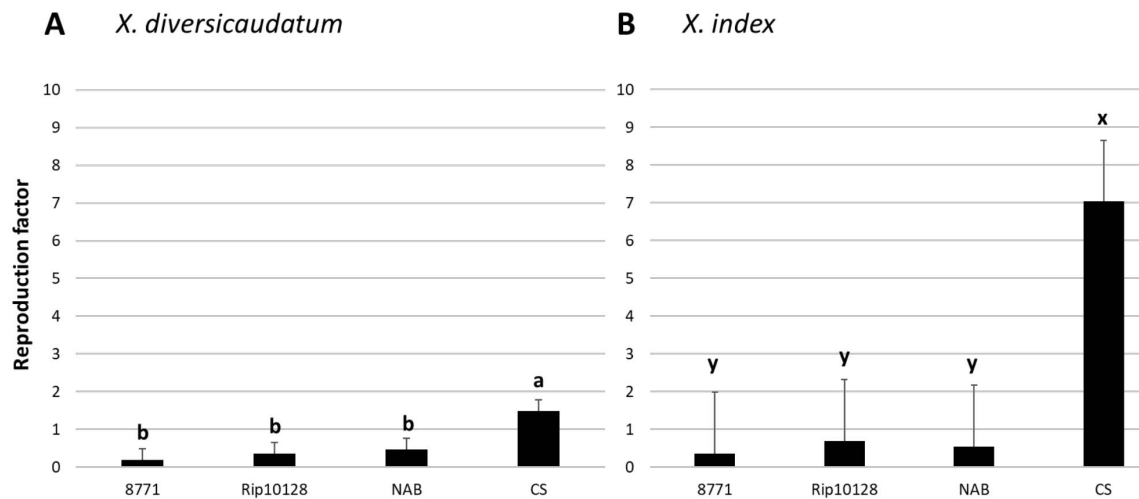 A X. diversicaudatum
Reproduction factor
10
9
8
7
6
5
4
3
2
1
0
b
b
b
a
8771 Rip10128 NAB CS
B X. index
10
9
8
7
6
5
4
3
2
1
0
y
y
y
x
8771 Rip10128 NAB CS